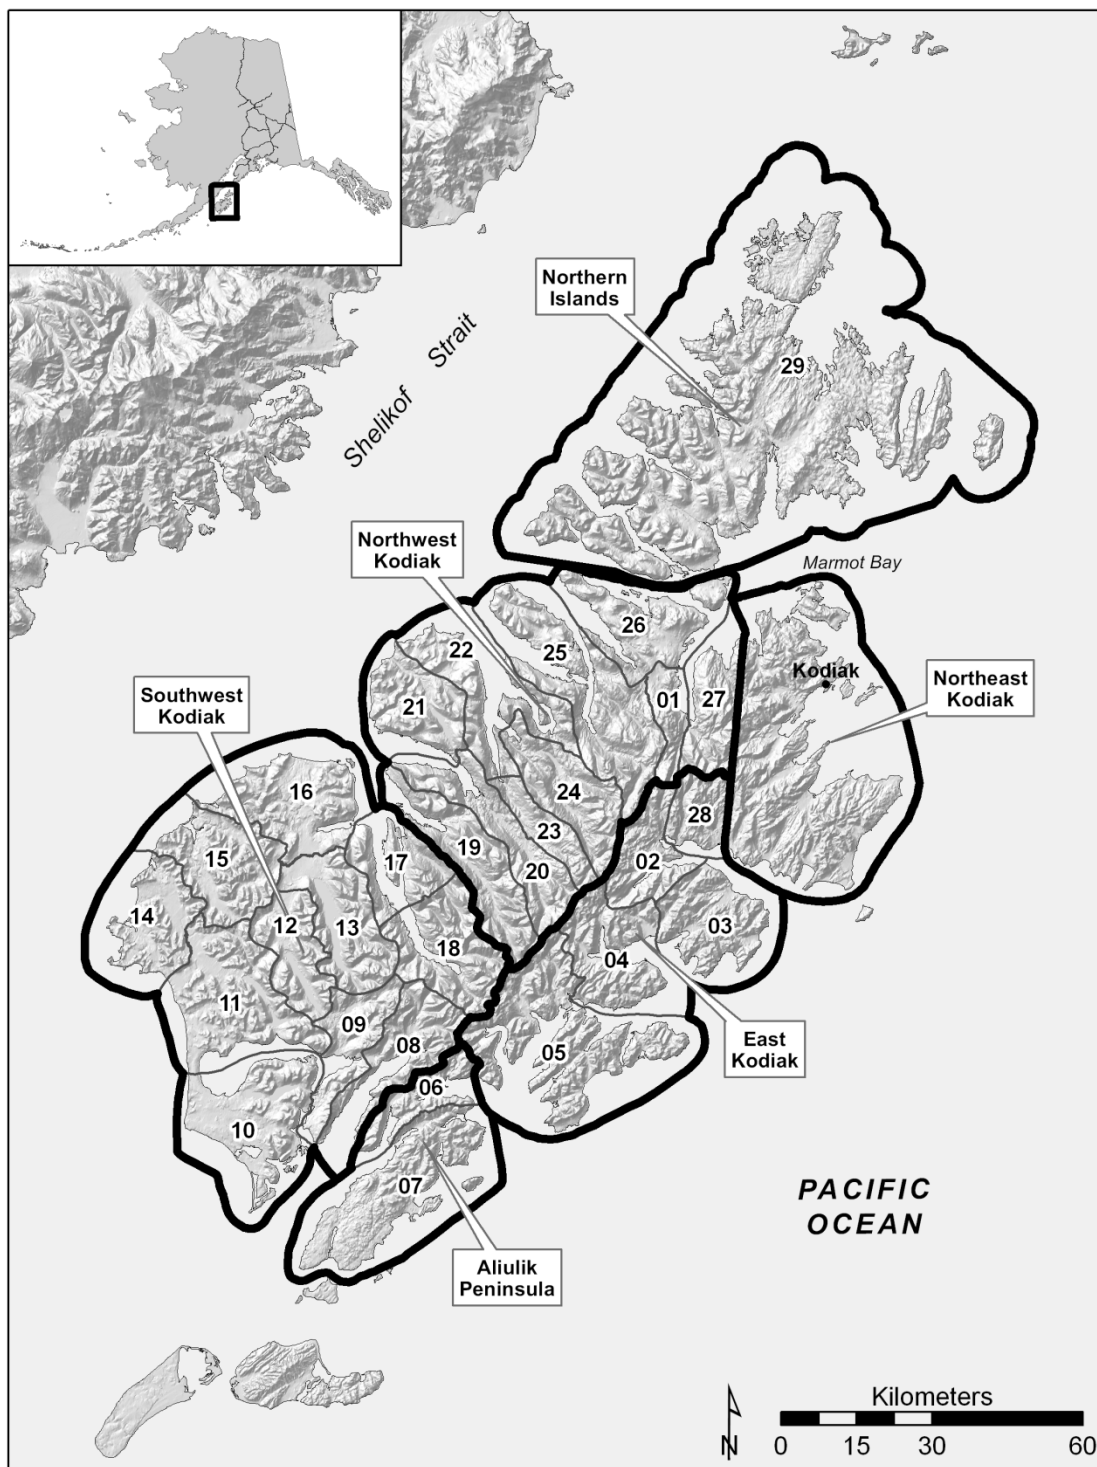 Northern
Islands
29
Shelikof Strait
Northwest
Kodiak
Marmot Bay
26
22
25
Kodiak
Northeast
Kodiak
Southwest
Kodiak
01
27
21
16
24
28
23
19
17
15
20
02
14
12
13
03
18
04
11
09
08
05
East
Kodiak
06
10
07
PACIFIC
OCEAN
Aliulik
Peninsula
Kilometers
N
0 15 30 60